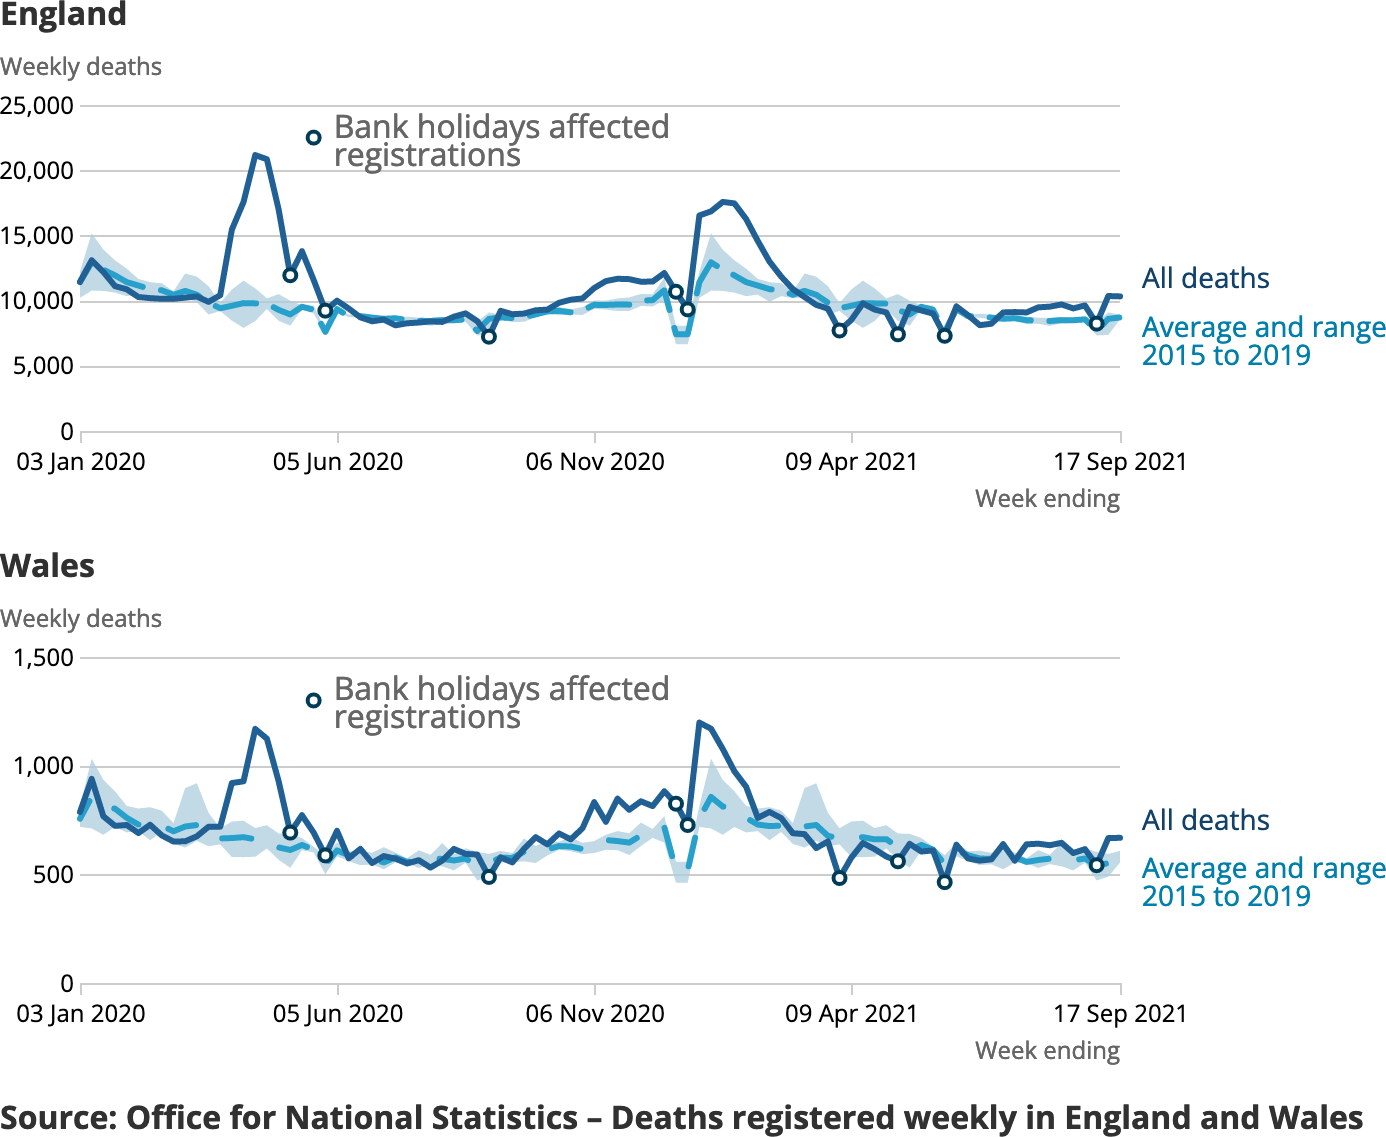 England
Weekly deaths
25,000
Bank holidays affected
registrations
20,000
15,000
10,000
5,000
0
All deaths
Average and range
2015 to 2019
03 Jan 2020
05 Jun 2020
06 Nov 2020
09 Apr 2021
17 Sep 2021
Week ending
Wales
Weekly deaths
1,500
Bank holidays affected
registrations
1,000
500
0
All deaths
Average and range
2015 to 2019
03 Jan 2020
05 Jun 2020
06 Nov 2020
09 Apr 2021
17 Sep 2021
Week ending
Source: Office for National Statistics – Deaths registered weekly in England and Wales